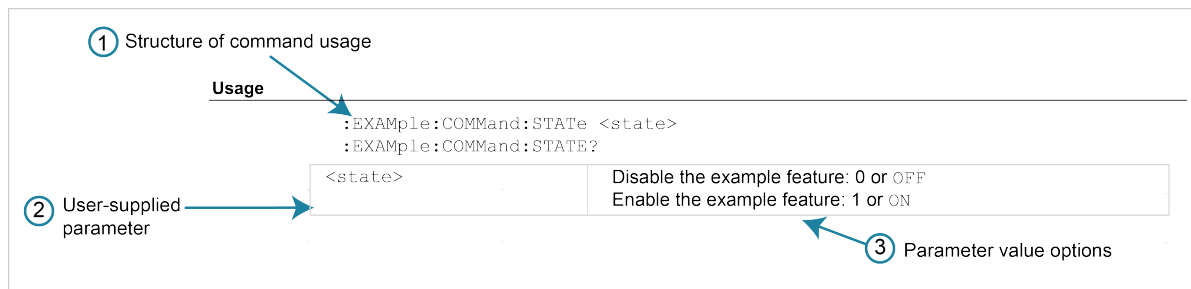 1 Structure of command usage
Usage
:EXAMple:COMMand:STATe <state>
:EXAMple:COMMand:STATE?
<state> Disable the example feature: 0 or OFF
Enable the example feature: 1 or ON
2 User-supplied
parameter
3 Parameter value options